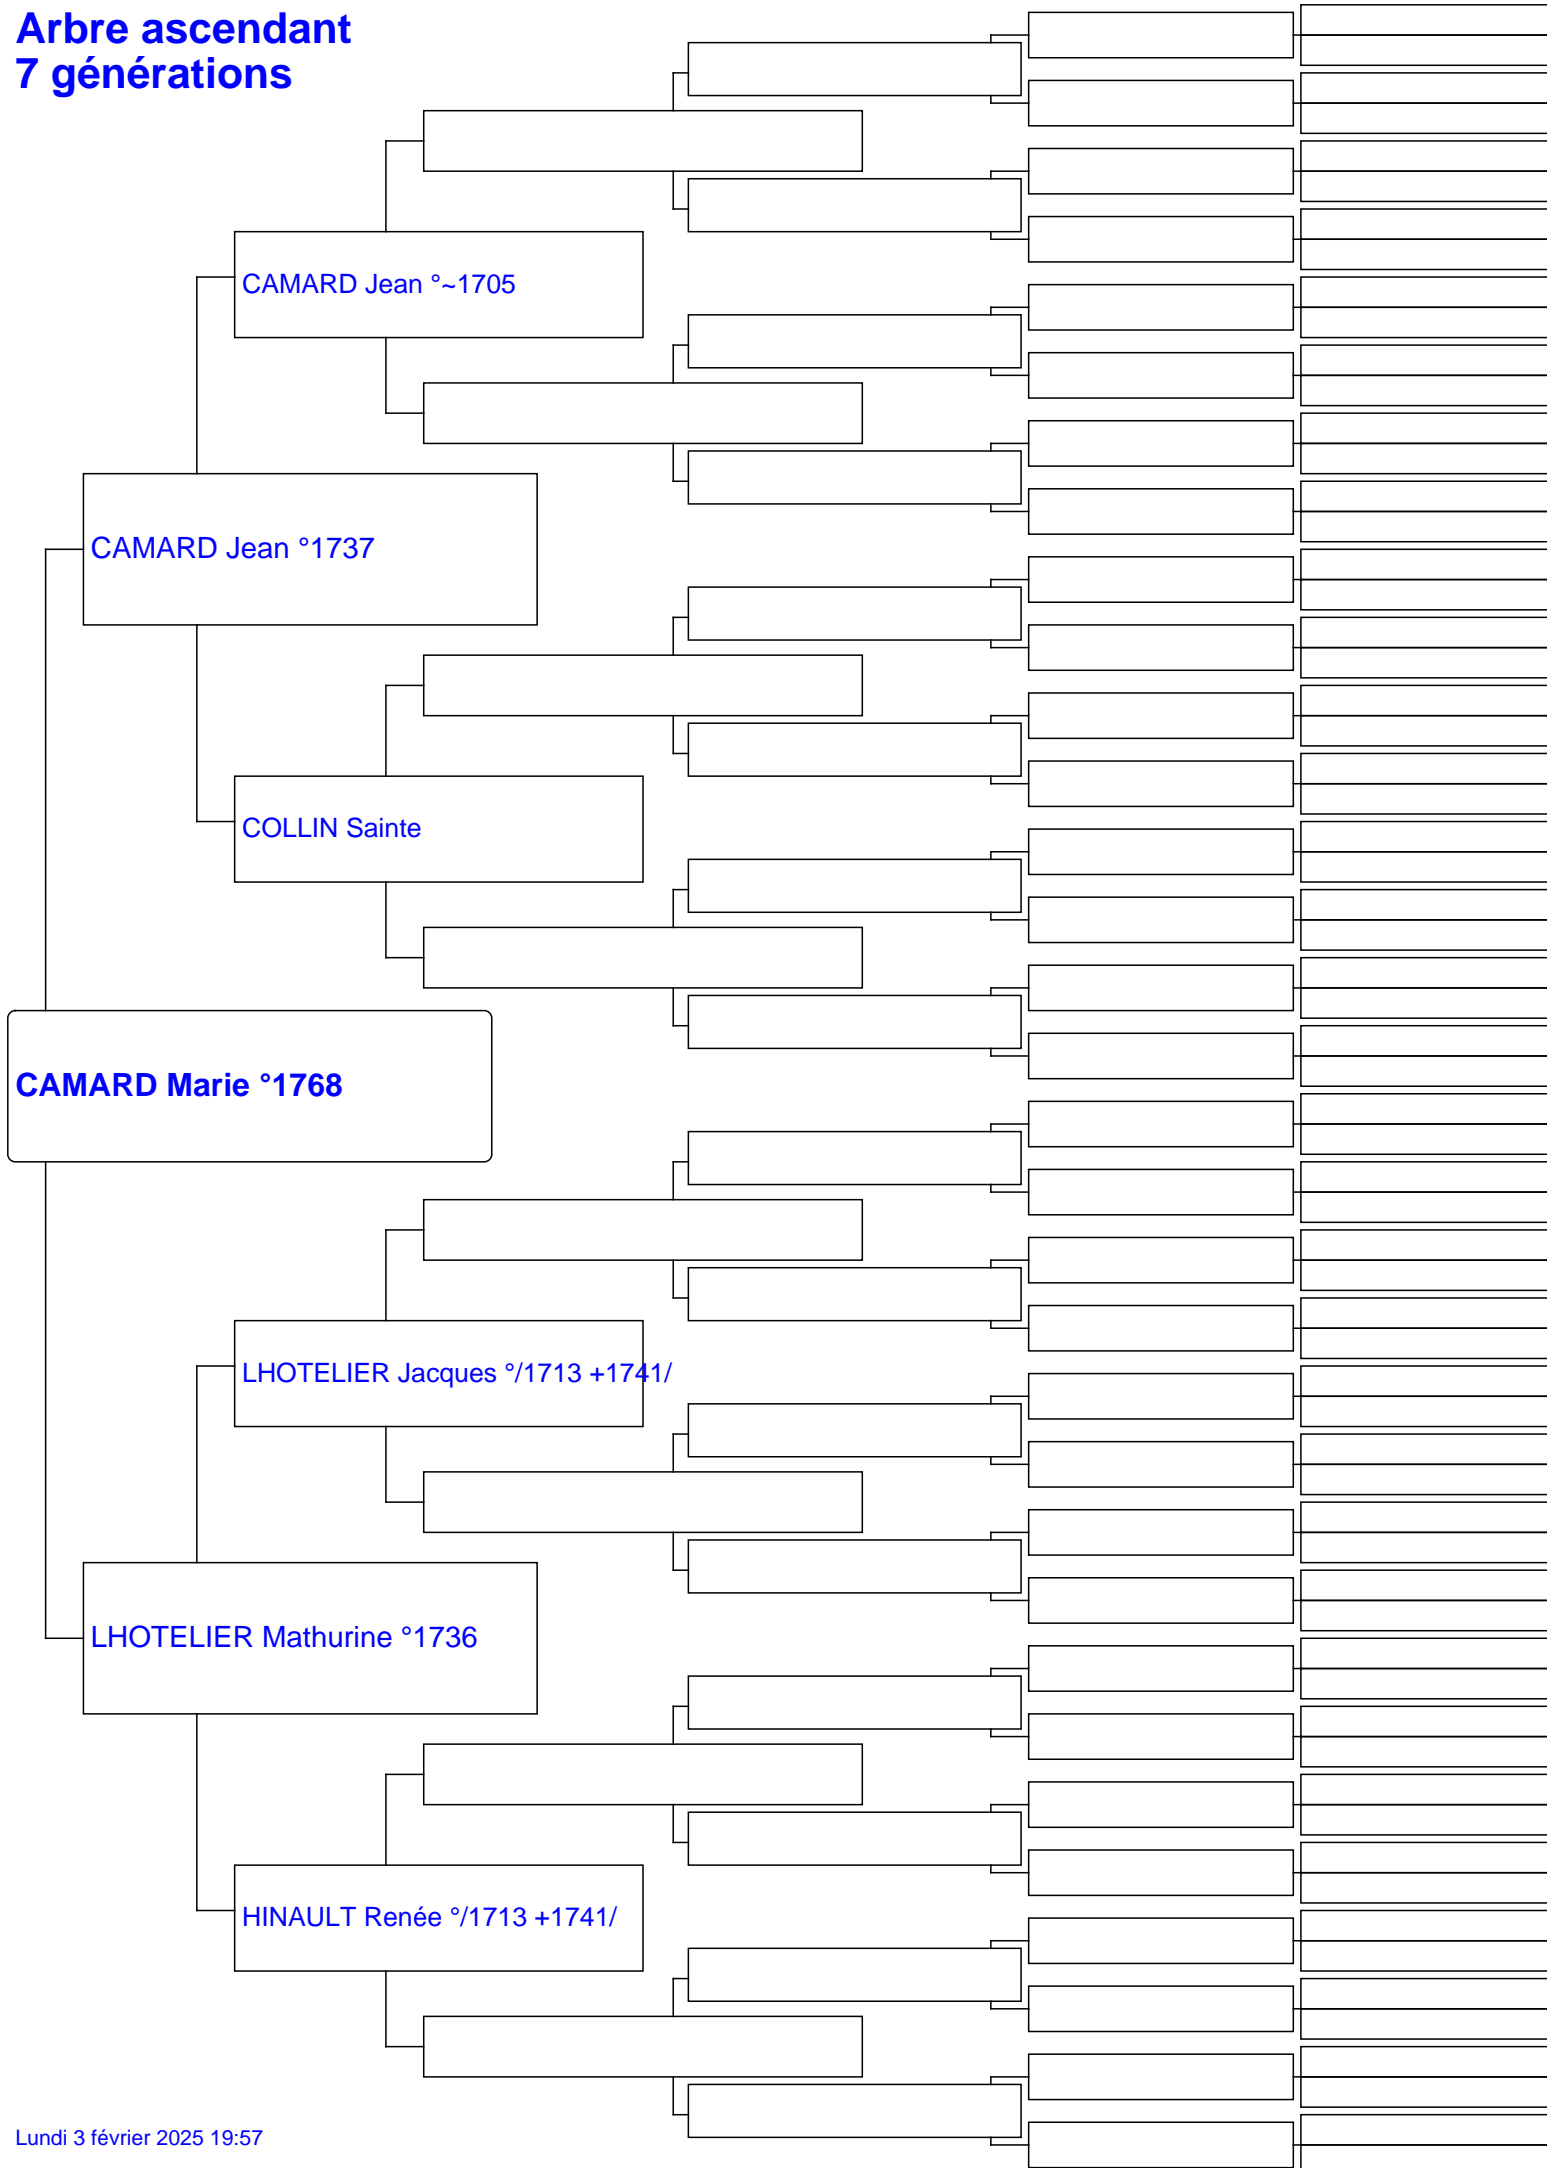 Arbre ascendant
7 générations
CAMARD Jean °~1705
CAMARD Jean °1737
COLLIN Sainte
CAMARD Marie °1768
LHOTELIER Jacques °/1713 +1741/
LHOTELIER Mathurine °1736
HINAULT Renée °/1713 +1741/
Lundi 3 février 2025 19:57